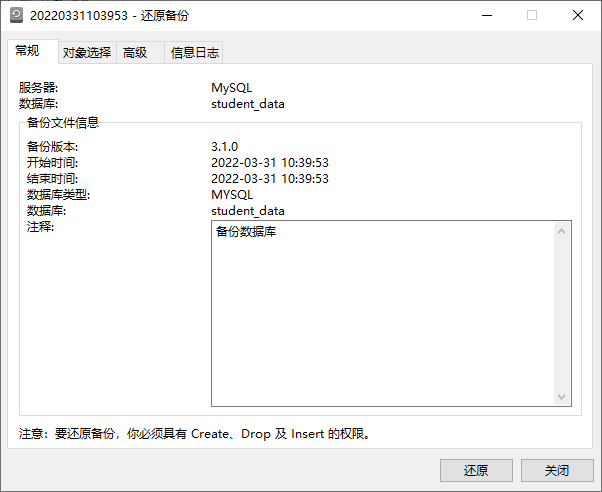 20220331103953 - 还原备份
常规 对象选择 高级 信息日志
服务器: MySQL
数据库: student_data
备份文件信息
备份版本: 3.1.0
开始时间: 2022-03-31 10:39:53
结束时间: 2022-03-31 10:39:53
数据库类型: MYSQL
数据库: student_data
注释: 备份数据库
注意：要还原备份，你必须具有 Create、Drop 及 Insert 的权限。
还原 关闭